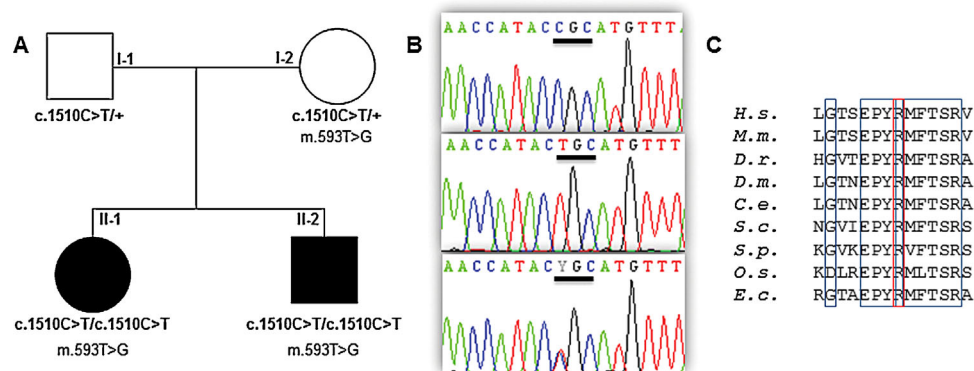 A
B
C
I-1
I-2
c.1510C>T/+
c.1510C>T/+
m.593T>G
II-1
II-2
c.1510C>T/c.1510C>T
m.593T>G
c.1510C>T/c.1510C>T
m.593T>G
AACCATACCGCATGTTT
AACCATACTGCATGTTT
AACCATACYGCATGTTT
H.s. LGTSEPYRMFTSRV
M.m. LGTSEPYRMFTSRV
D.r. HGVTEPYRMFTSRA
D.m. LGTNEPYRMFTSRA
C.e. LGTNEPYRMFTSRA
S.c. NGVIEPYRMFTSRS
S.p. KGVKEPYRVFTSRS
O.s. KDLREPYRMLTSRS
E.c. RGTAEPYRMFTSRA